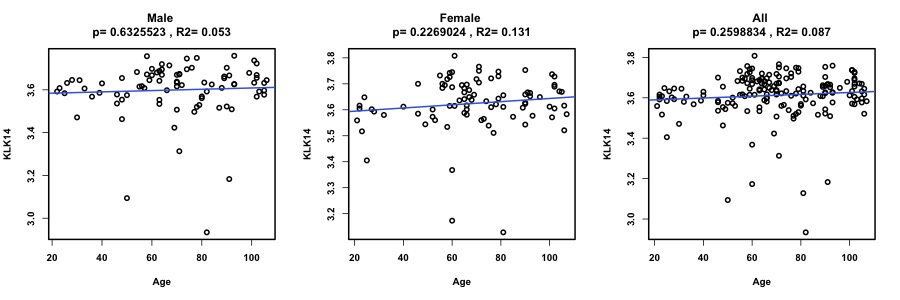 Male
p= 0.6325523 , R2= 0.053
KLK14
3.0 3.2 3.4 3.6
20 40 60 80 100
Age
Female
p= 0.2269024 , R2= 0.131
KLK14
3.2 3.3 3.4 3.5 3.6 3.7 3.8
20 40 60 80 100
Age
All
p= 0.2598834 , R2= 0.087
KLK14
3.0 3.2 3.4 3.6 3.8
20 40 60 80 100
Age